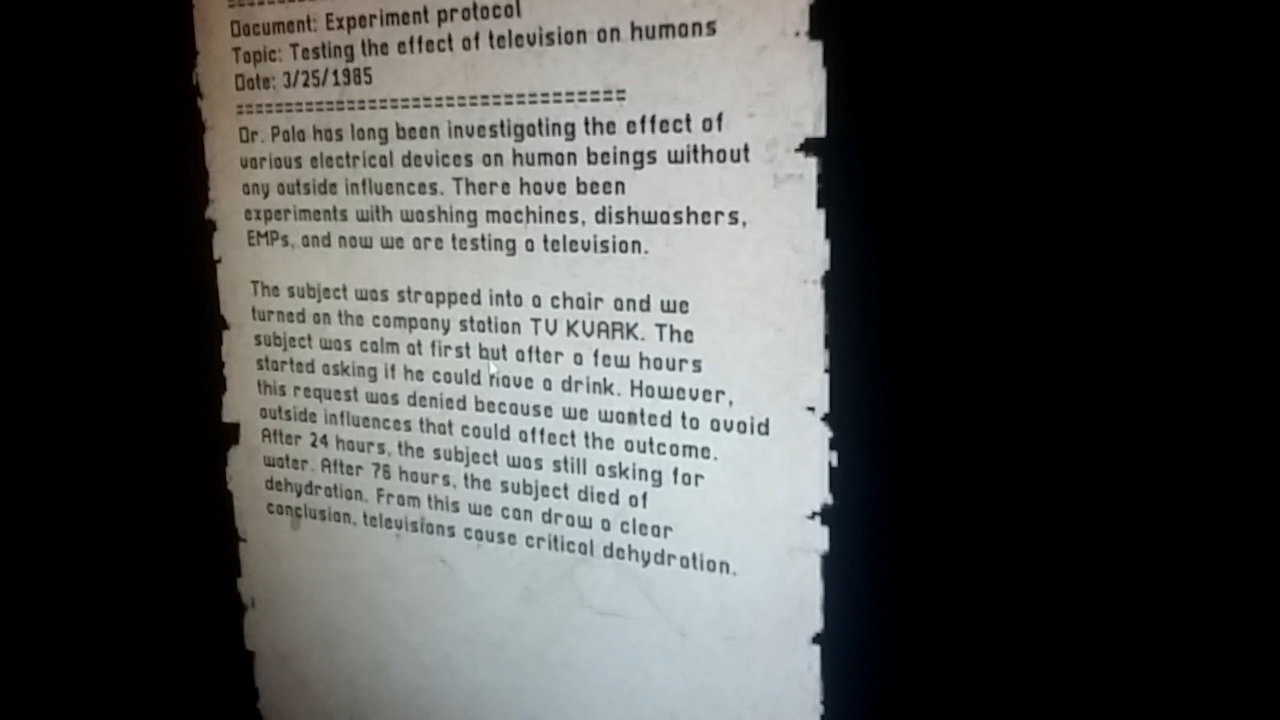 ==================================
Document: Experiment protocol
Topic: Testing the effect of television on humans
Date: 3/25/1985
==================================
Dr. Pala has long been investigating the effect of
various electrical devices on human beings without
any outside influences. There have been
experiments with washing machines, dishwashers,
EMPs, and now we are testing a television.
The subject was strapped into a chair and we
turned on the company station TV KVARK. The
subject was calm at first but after a few hours
started asking if he could have a drink. However,
this request was denied because we wanted to avoid
outside influences that could affect the outcome.
After 24 hours, the subject was still asking for
water. After 76 hours, the subject died of
dehydration. From this we can draw a clear
conclusion, televisions cause critical dehydration.